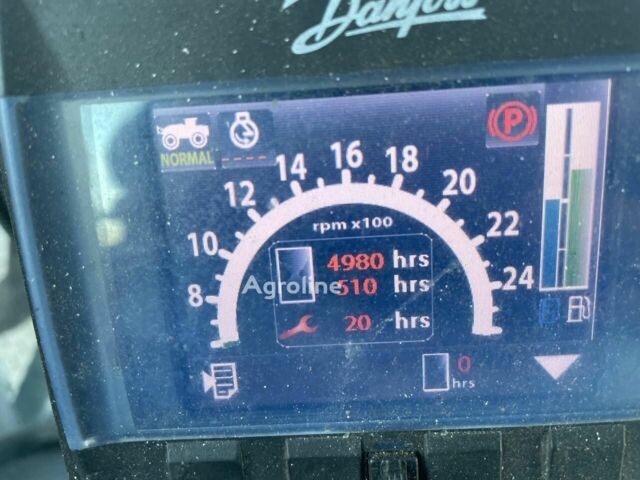 Danfoss
P
NORMAL
----
8 10 12 14 16 18 20 22 24
rpm x100
4980 hrs
510 hrs
20 hrs
0
hrs
Agroline